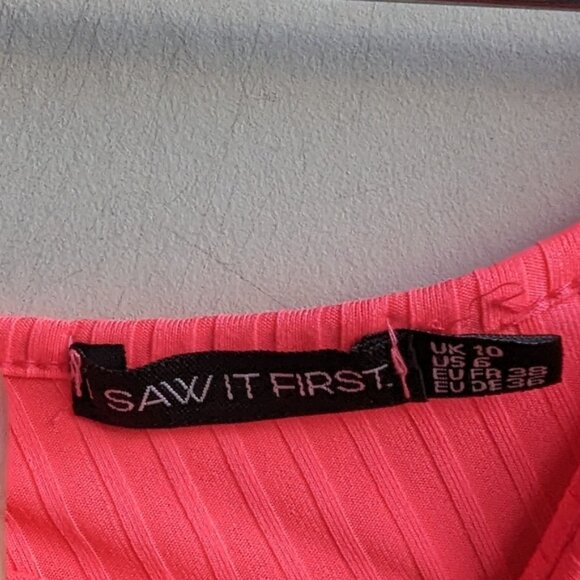 I SAW IT FIRST.
UK 10
US 6
EU FR 38
EU DE 36